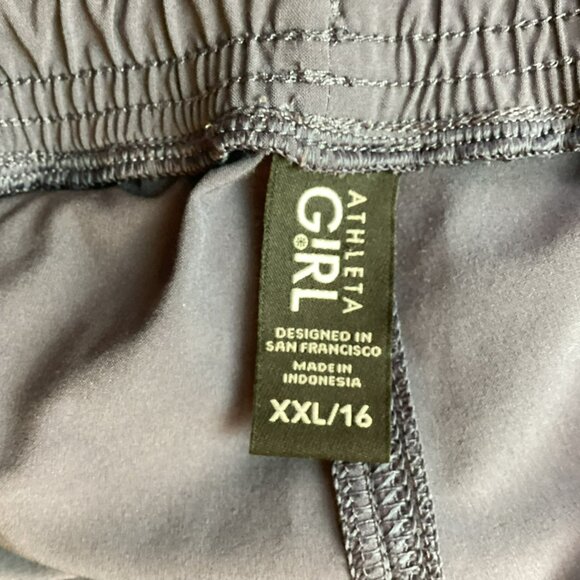 ATHLETA
GIRL
DESIGNED IN
SAN FRANCISCO
MADE IN
INDONESIA
XXL/16